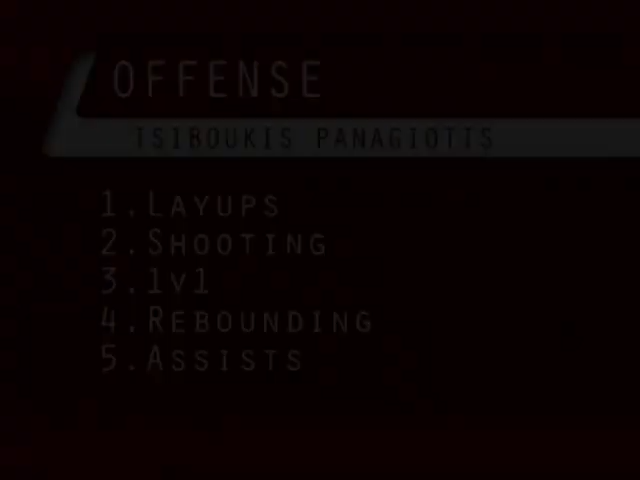 OFFENSE
TSIBOUKIS PANAGIOTIS
1.LAYUPS
2.SHOOTING
3.1V1
4.REBOUNDING
5.ASSISTS